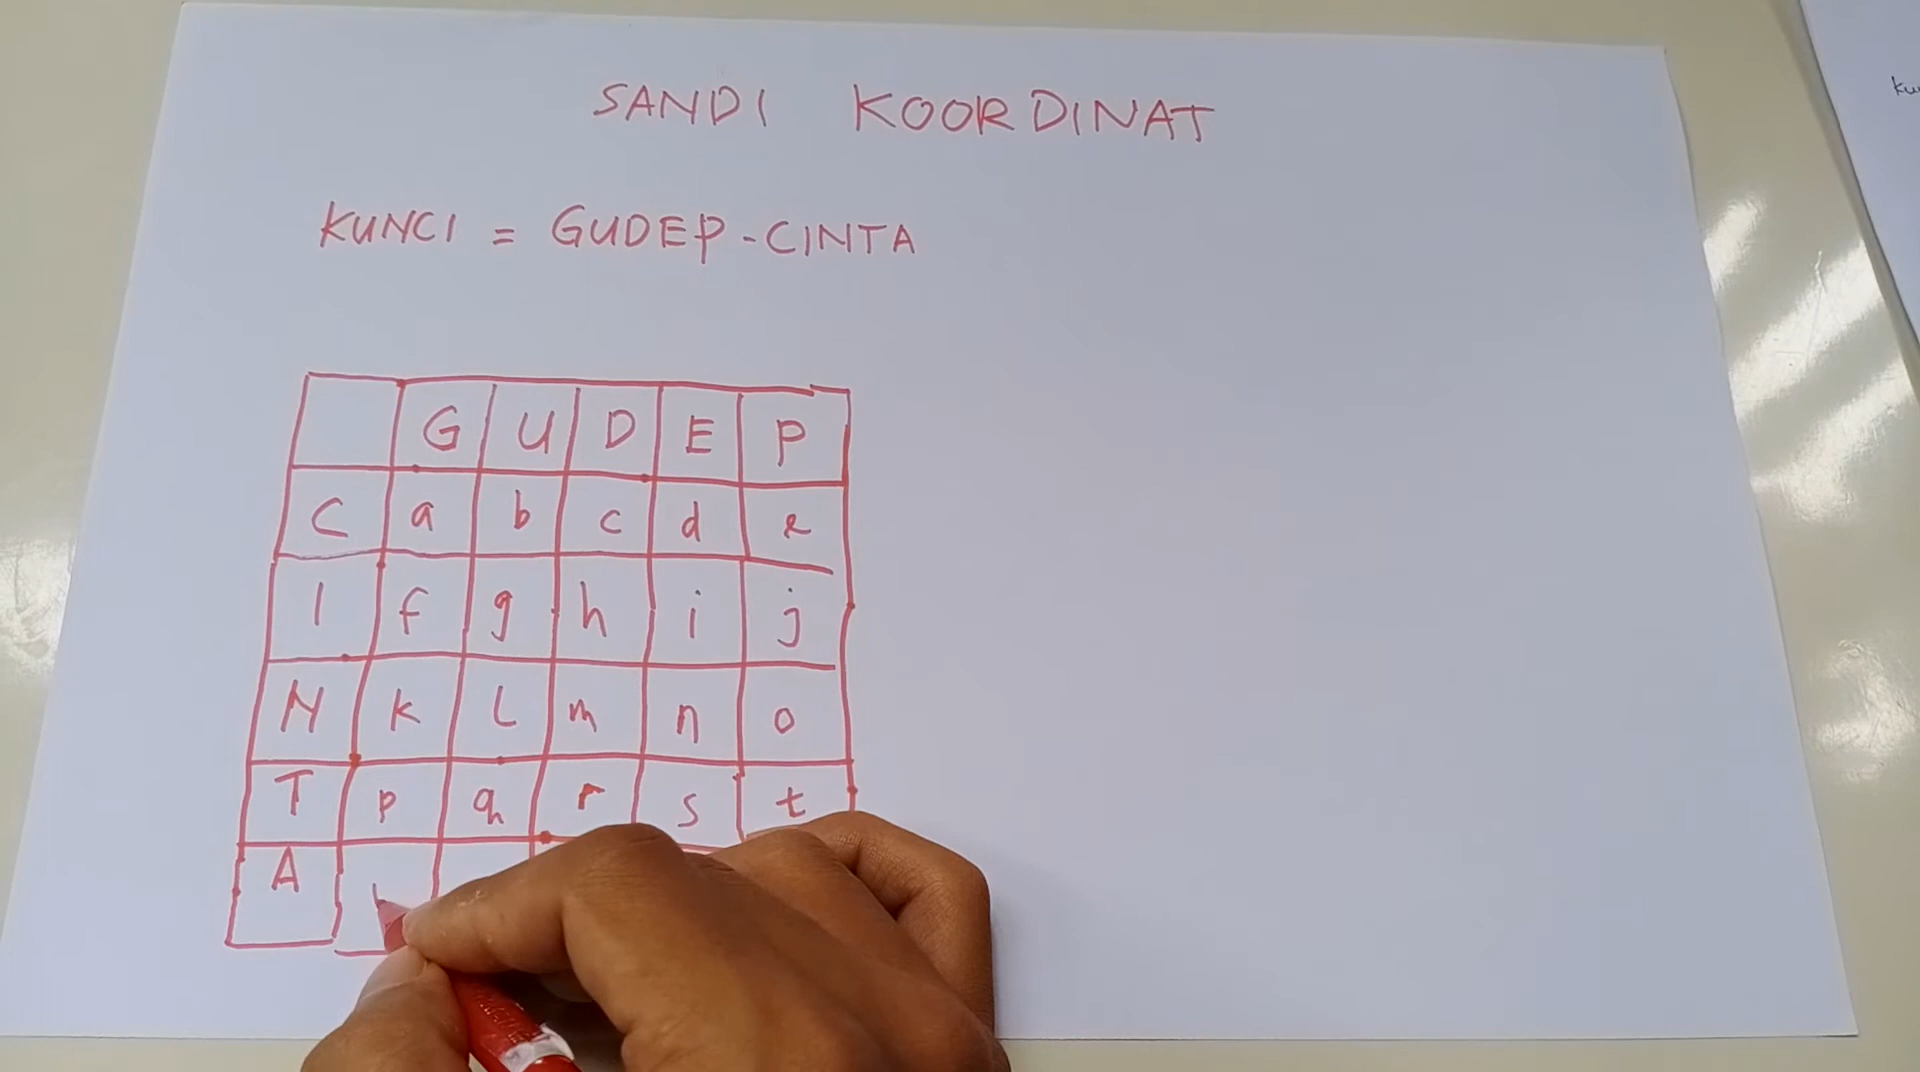 SANDI KOORDINAT
KUNCI = GUDEP-CINTA
G U D E P
C a b c d e
I f g h i j
N k L m n o
T p q r s t
A